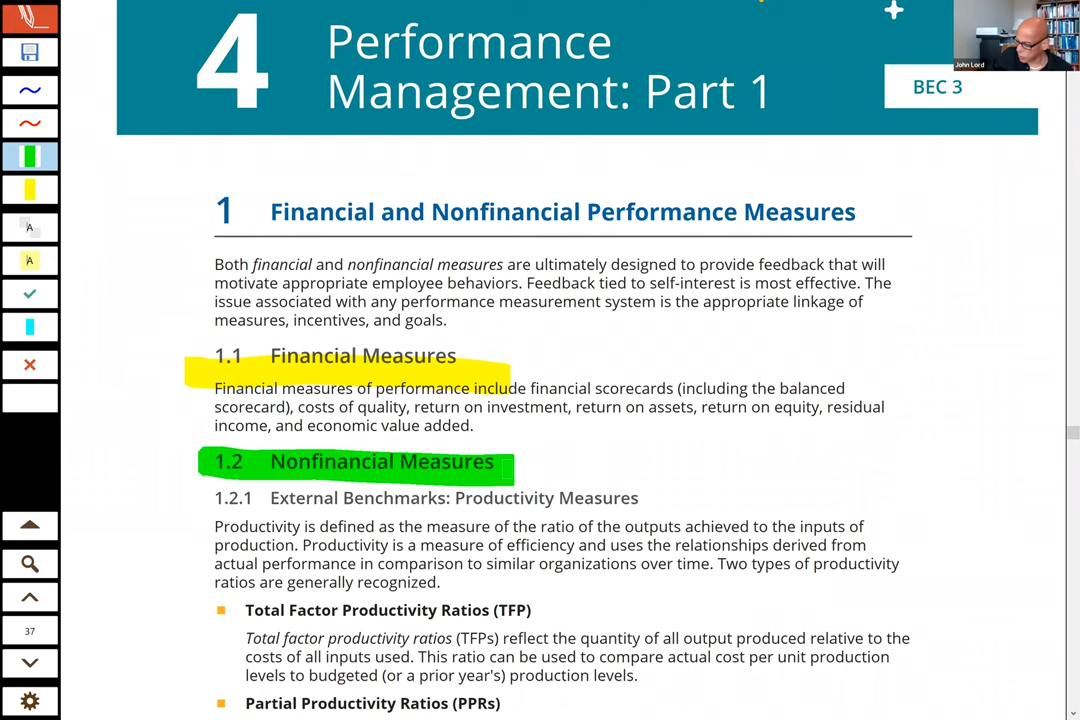 4
Performance
Management: Part 1
BEC 3
John Lord
1 Financial and Nonfinancial Performance Measures
Both financial and nonfinancial measures are ultimately designed to provide feedback that will
motivate appropriate employee behaviors. Feedback tied to self-interest is most effective. The
issue associated with any performance measurement system is the appropriate linkage of
measures, incentives, and goals.
1.1 Financial Measures
Financial measures of performance include financial scorecards (including the balanced
scorecard), costs of quality, return on investment, return on assets, return on equity, residual
income, and economic value added.
1.2 Nonfinancial Measures
1.2.1 External Benchmarks: Productivity Measures
Productivity is defined as the measure of the ratio of the outputs achieved to the inputs of
production. Productivity is a measure of efficiency and uses the relationships derived from
actual performance in comparison to similar organizations over time. Two types of productivity
ratios are generally recognized.
Total Factor Productivity Ratios (TFP)
Total factor productivity ratios (TFPs) reflect the quantity of all output produced relative to the
costs of all inputs used. This ratio can be used to compare actual cost per unit production
levels to budgeted (or a prior year's) production levels.
Partial Productivity Ratios (PPRs)
A
A
37